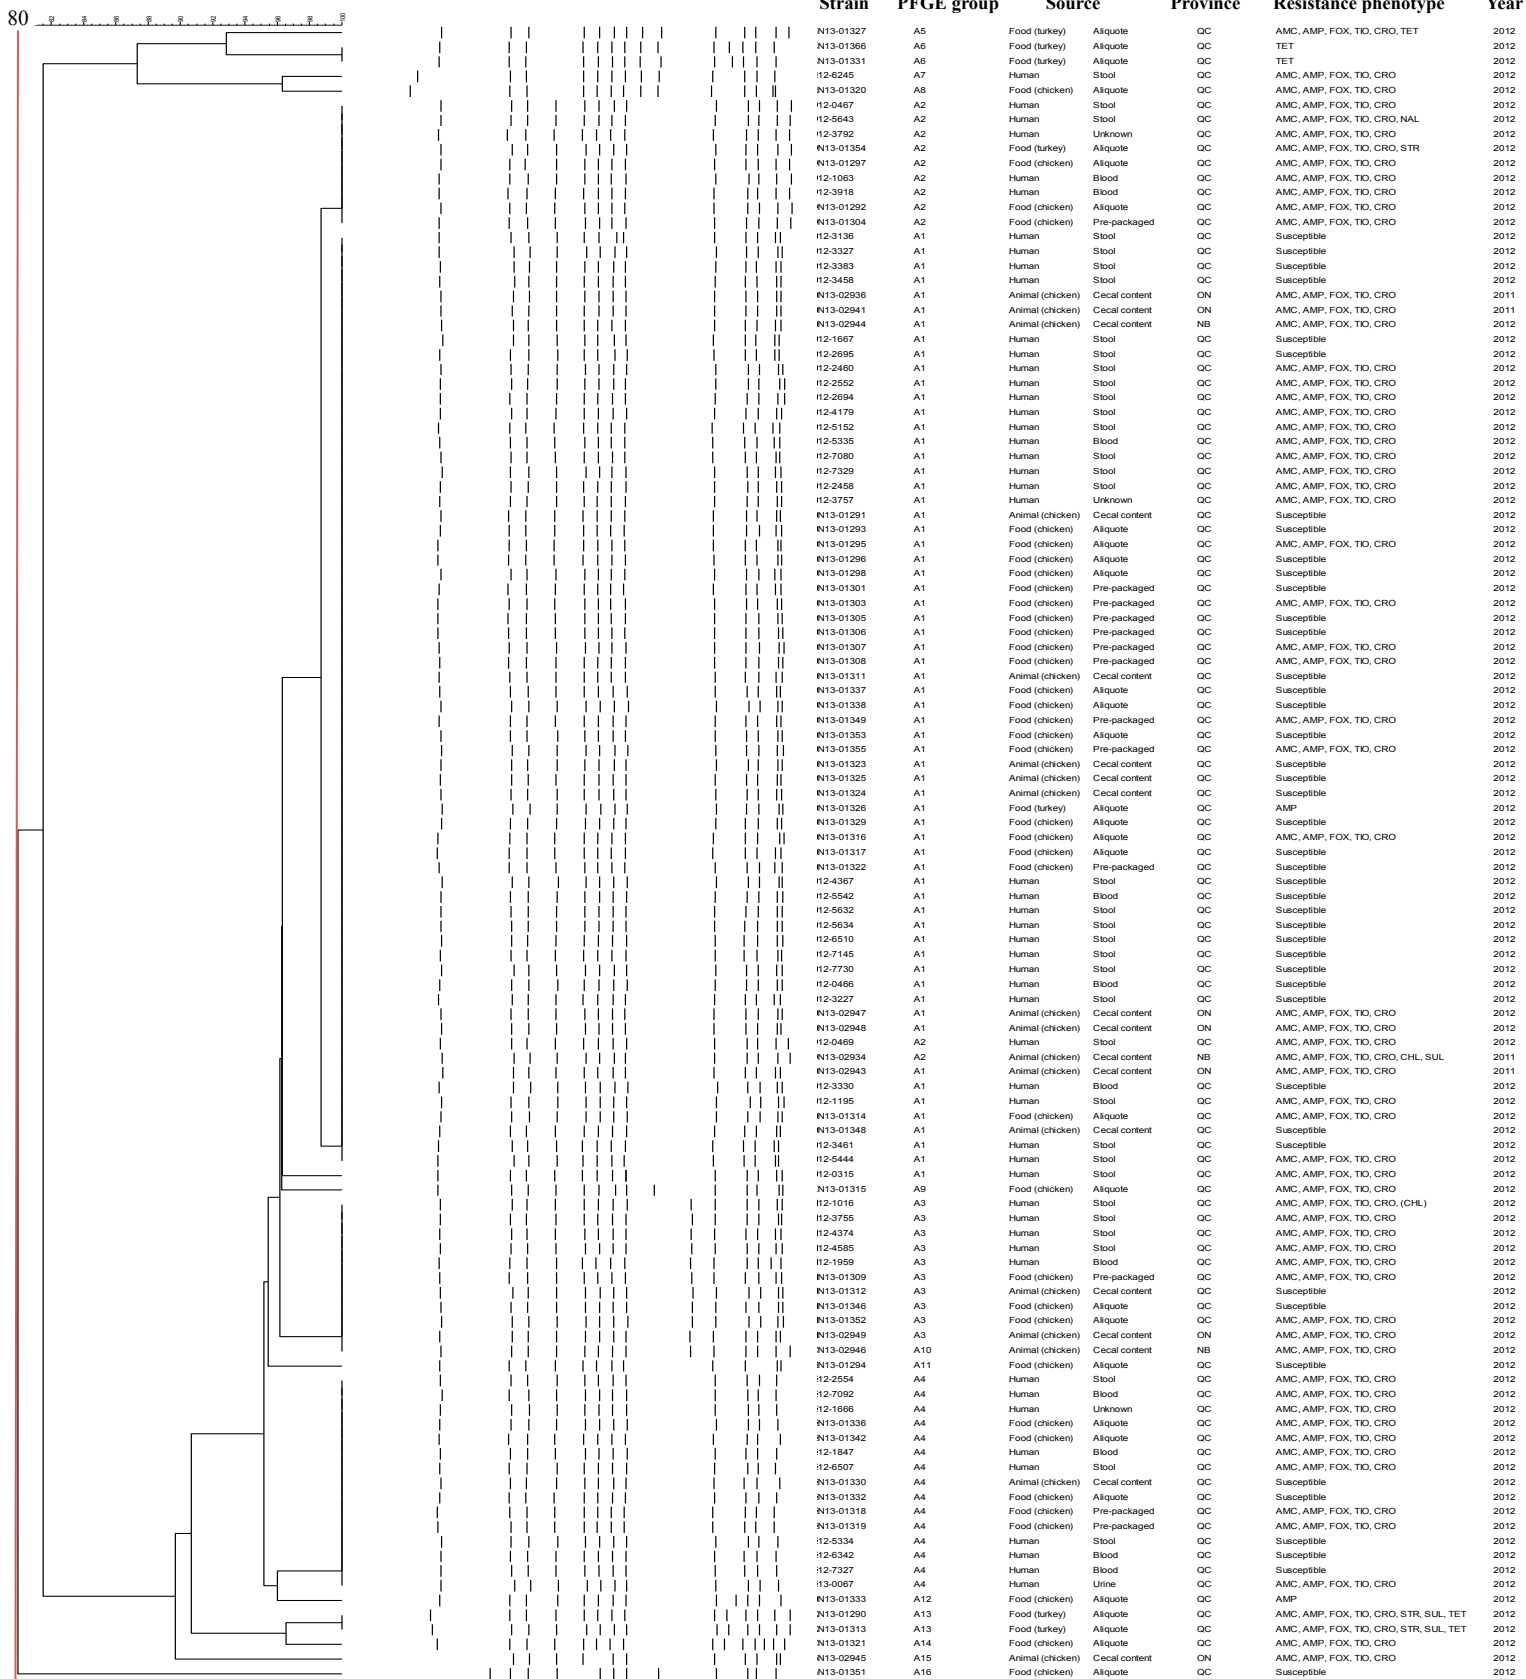 Strain PFGE group Source Province Resistance phenotype Year
80 82 84 86 88 90 92 94 96 98 100
N13-01327 A5 Food (turkey) Aliquote QC AMC, AMP, FOX, TIO, CRO, TET 2012
N13-01366 A6 Food (turkey) Aliquote QC TET 2012
N13-01331 A6 Food (turkey) Aliquote QC TET 2012
12-6245 A7 Human Stool QC AMC, AMP, FOX, TIO, CRO 2012
N13-01320 A8 Food (chicken) Aliquote QC AMC, AMP, FOX, TIO, CRO 2012
12-0467 A2 Human Stool QC AMC, AMP, FOX, TIO, CRO 2012
12-5643 A2 Human Stool QC AMC, AMP, FOX, TIO, CRO, NAL 2012
12-3792 A2 Human Unknown QC AMC, AMP, FOX, TIO, CRO 2012
N13-01354 A2 Food (turkey) Aliquote QC AMC, AMP, FOX, TIO, CRO, STR 2012
N13-01297 A2 Food (chicken) Aliquote QC AMC, AMP, FOX, TIO, CRO 2012
12-1063 A2 Human Blood QC AMC, AMP, FOX, TIO, CRO 2012
12-3918 A2 Human Blood QC AMC, AMP, FOX, TIO, CRO 2012
N13-01292 A2 Food (chicken) Aliquote QC AMC, AMP, FOX, TIO, CRO 2012
N13-01304 A2 Food (chicken) Pre-packaged QC AMC, AMP, FOX, TIO, CRO 2012
12-3136 A1 Human Stool QC Susceptible 2012
12-3327 A1 Human Stool QC Susceptible 2012
12-3383 A1 Human Stool QC Susceptible 2012
12-3458 A1 Human Stool QC Susceptible 2012
N13-02936 A1 Animal (chicken) Cecal content ON AMC, AMP, FOX, TIO, CRO 2011
N13-02941 A1 Animal (chicken) Cecal content ON AMC, AMP, FOX, TIO, CRO 2011
N13-02944 A1 Animal (chicken) Cecal content NB AMC, AMP, FOX, TIO, CRO 2012
12-1667 A1 Human Stool QC Susceptible 2012
12-2695 A1 Human Stool QC Susceptible 2012
12-2460 A1 Human Stool QC AMC, AMP, FOX, TIO, CRO 2012
12-2552 A1 Human Stool QC AMC, AMP, FOX, TIO, CRO 2012
12-2694 A1 Human Stool QC AMC, AMP, FOX, TIO, CRO 2012
12-4179 A1 Human Stool QC AMC, AMP, FOX, TIO, CRO 2012
12-5152 A1 Human Stool QC AMC, AMP, FOX, TIO, CRO 2012
12-5335 A1 Human Blood QC AMC, AMP, FOX, TIO, CRO 2012
12-7080 A1 Human Stool QC AMC, AMP, FOX, TIO, CRO 2012
12-7329 A1 Human Stool QC AMC, AMP, FOX, TIO, CRO 2012
12-2458 A1 Human Stool QC AMC, AMP, FOX, TIO, CRO 2012
12-3757 A1 Human Unknown QC AMC, AMP, FOX, TIO, CRO 2012
N13-01291 A1 Animal (chicken) Cecal content QC Susceptible 2012
N13-01293 A1 Food (chicken) Aliquote QC Susceptible 2012
N13-01295 A1 Food (chicken) Aliquote QC AMC, AMP, FOX, TIO, CRO 2012
N13-01296 A1 Food (chicken) Aliquote QC Susceptible 2012
N13-01298 A1 Food (chicken) Aliquote QC Susceptible 2012
N13-01301 A1 Food (chicken) Pre-packaged QC Susceptible 2012
N13-01303 A1 Food (chicken) Pre-packaged QC AMC, AMP, FOX, TIO, CRO 2012
N13-01305 A1 Food (chicken) Pre-packaged QC Susceptible 2012
N13-01306 A1 Food (chicken) Pre-packaged QC Susceptible 2012
N13-01307 A1 Food (chicken) Pre-packaged QC AMC, AMP, FOX, TIO, CRO 2012
N13-01308 A1 Food (chicken) Pre-packaged QC AMC, AMP, FOX, TIO, CRO 2012
N13-01311 A1 Animal (chicken) Cecal content QC Susceptible 2012
N13-01337 A1 Food (chicken) Aliquote QC Susceptible 2012
N13-01338 A1 Food (chicken) Aliquote QC Susceptible 2012
N13-01349 A1 Food (chicken) Pre-packaged QC AMC, AMP, FOX, TIO, CRO 2012
N13-01353 A1 Food (chicken) Aliquote QC Susceptible 2012
N13-01355 A1 Food (chicken) Pre-packaged QC AMC, AMP, FOX, TIO, CRO 2012
N13-01323 A1 Animal (chicken) Cecal content QC Susceptible 2012
N13-01325 A1 Animal (chicken) Cecal content QC Susceptible 2012
N13-01324 A1 Animal (chicken) Cecal content QC Susceptible 2012
N13-01326 A1 Food (turkey) Aliquote QC AMP 2012
N13-01329 A1 Food (chicken) Aliquote QC Susceptible 2012
N13-01316 A1 Food (chicken) Aliquote QC AMC, AMP, FOX, TIO, CRO 2012
N13-01317 A1 Food (chicken) Aliquote QC Susceptible 2012
N13-01322 A1 Food (chicken) Pre-packaged QC Susceptible 2012
12-4367 A1 Human Stool QC Susceptible 2012
12-5542 A1 Human Blood QC Susceptible 2012
12-5632 A1 Human Stool QC Susceptible 2012
12-5634 A1 Human Stool QC Susceptible 2012
12-6510 A1 Human Stool QC Susceptible 2012
12-7145 A1 Human Stool QC Susceptible 2012
12-7730 A1 Human Stool QC Susceptible 2012
12-0466 A1 Human Blood QC Susceptible 2012
12-3227 A1 Human Stool QC Susceptible 2012
N13-02947 A1 Animal (chicken) Cecal content ON AMC, AMP, FOX, TIO, CRO 2012
N13-02948 A1 Animal (chicken) Cecal content ON AMC, AMP, FOX, TIO, CRO 2012
12-0469 A2 Human Stool QC AMC, AMP, FOX, TIO, CRO 2012
N13-02934 A2 Animal (chicken) Cecal content NB AMC, AMP, FOX, TIO, CRO, CHL, SUL 2011
N13-02943 A1 Animal (chicken) Cecal content ON AMC, AMP, FOX, TIO, CRO 2011
12-3330 A1 Human Blood QC Susceptible 2012
12-1195 A1 Human Stool QC AMC, AMP, FOX, TIO, CRO 2012
N13-01314 A1 Food (chicken) Aliquote QC AMC, AMP, FOX, TIO, CRO 2012
N13-01348 A1 Animal (chicken) Cecal content QC Susceptible 2012
12-3461 A1 Human Stool QC Susceptible 2012
12-5444 A1 Human Stool QC AMC, AMP, FOX, TIO, CRO 2012
12-0315 A1 Human Stool QC AMC, AMP, FOX, TIO, CRO 2012
N13-01315 A9 Food (chicken) Aliquote QC AMC, AMP, FOX, TIO, CRO 2012
12-1016 A3 Human Stool QC AMC, AMP, FOX, TIO, CRO, (CHL) 2012
12-3755 A3 Human Stool QC AMC, AMP, FOX, TIO, CRO 2012
12-4374 A3 Human Stool QC AMC, AMP, FOX, TIO, CRO 2012
12-4585 A3 Human Stool QC AMC, AMP, FOX, TIO, CRO 2012
12-1959 A3 Human Blood QC AMC, AMP, FOX, TIO, CRO 2012
N13-01309 A3 Food (chicken) Pre-packaged QC AMC, AMP, FOX, TIO, CRO 2012
N13-01312 A3 Animal (chicken) Cecal content QC Susceptible 2012
N13-01346 A3 Food (chicken) Aliquote QC Susceptible 2012
N13-01352 A3 Food (chicken) Aliquote QC AMC, AMP, FOX, TIO, CRO 2012
N13-02949 A3 Animal (chicken) Cecal content ON AMC, AMP, FOX, TIO, CRO 2012
N13-02946 A10 Animal (chicken) Cecal content NB AMC, AMP, FOX, TIO, CRO 2012
N13-01294 A11 Food (chicken) Aliquote QC Susceptible 2012
12-2554 A4 Human Stool QC AMC, AMP, FOX, TIO, CRO 2012
12-7092 A4 Human Blood QC AMC, AMP, FOX, TIO, CRO 2012
12-1666 A4 Human Unknown QC AMC, AMP, FOX, TIO, CRO 2012
N13-01336 A4 Food (chicken) Aliquote QC AMC, AMP, FOX, TIO, CRO 2012
N13-01342 A4 Food (chicken) Aliquote QC AMC, AMP, FOX, TIO, CRO 2012
12-1847 A4 Human Blood QC AMC, AMP, FOX, TIO, CRO 2012
12-6507 A4 Human Stool QC AMC, AMP, FOX, TIO, CRO 2012
N13-01330 A4 Animal (chicken) Cecal content QC Susceptible 2012
N13-01332 A4 Food (chicken) Aliquote QC Susceptible 2012
N13-01318 A4 Food (chicken) Pre-packaged QC AMC, AMP, FOX, TIO, CRO 2012
N13-01319 A4 Food (chicken) Pre-packaged QC AMC, AMP, FOX, TIO, CRO 2012
12-5334 A4 Human Stool QC Susceptible 2012
12-6342 A4 Human Blood QC Susceptible 2012
12-7327 A4 Human Blood QC Susceptible 2012
13-0067 A4 Human Urine QC AMC, AMP, FOX, TIO, CRO 2012
N13-01333 A12 Food (chicken) Aliquote QC AMP 2012
N13-01290 A13 Food (turkey) Aliquote QC AMC, AMP, FOX, TIO, CRO, STR, SUL, TET 2012
N13-01313 A13 Food (turkey) Aliquote QC AMC, AMP, FOX, TIO, CRO, STR, SUL, TET 2012
N13-01321 A14 Food (chicken) Aliquote QC AMC, AMP, FOX, TIO, CRO 2012
N13-02945 A15 Animal (chicken) Cecal content ON AMC, AMP, FOX, TIO, CRO 2012
N13-01351 A16 Food (chicken) Aliquote QC Susceptible 2012